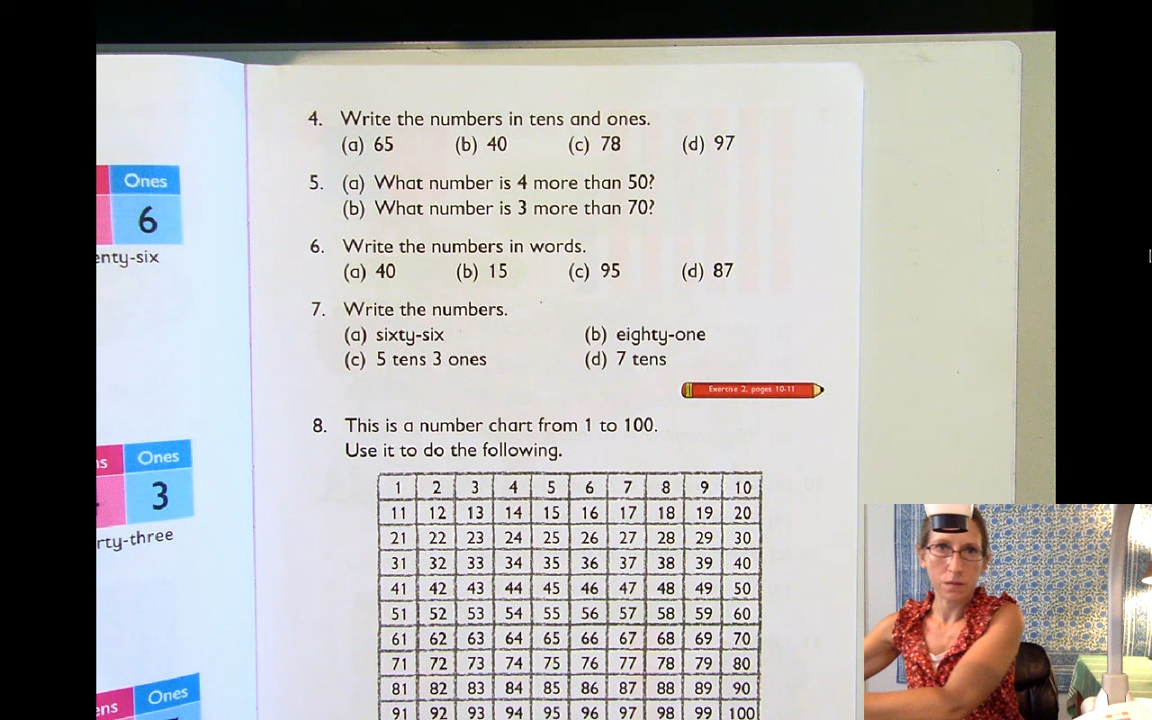 Ones
6
enty-six
ns Ones
3
rty-three
ens Ones
4. Write the numbers in tens and ones.
(a) 65 (b) 40 (c) 78 (d) 97
5. (a) What number is 4 more than 50?
(b) What number is 3 more than 70?
6. Write the numbers in words.
(a) 40 (b) 15 (c) 95 (d) 87
7. Write the numbers.
(a) sixty-six (b) eighty-one
(c) 5 tens 3 ones (d) 7 tens
Exercise 2, pages 10-11
8. This is a number chart from 1 to 100.
Use it to do the following.
1 2 3 4 5 6 7 8 9 10
11 12 13 14 15 16 17 18 19 20
21 22 23 24 25 26 27 28 29 30
31 32 33 34 35 36 37 38 39 40
41 42 43 44 45 46 47 48 49 50
51 52 53 54 55 56 57 58 59 60
61 62 63 64 65 66 67 68 69 70
71 72 73 74 75 76 77 78 79 80
81 82 83 84 85 86 87 88 89 90
91 92 93 94 95 96 97 98 99 100